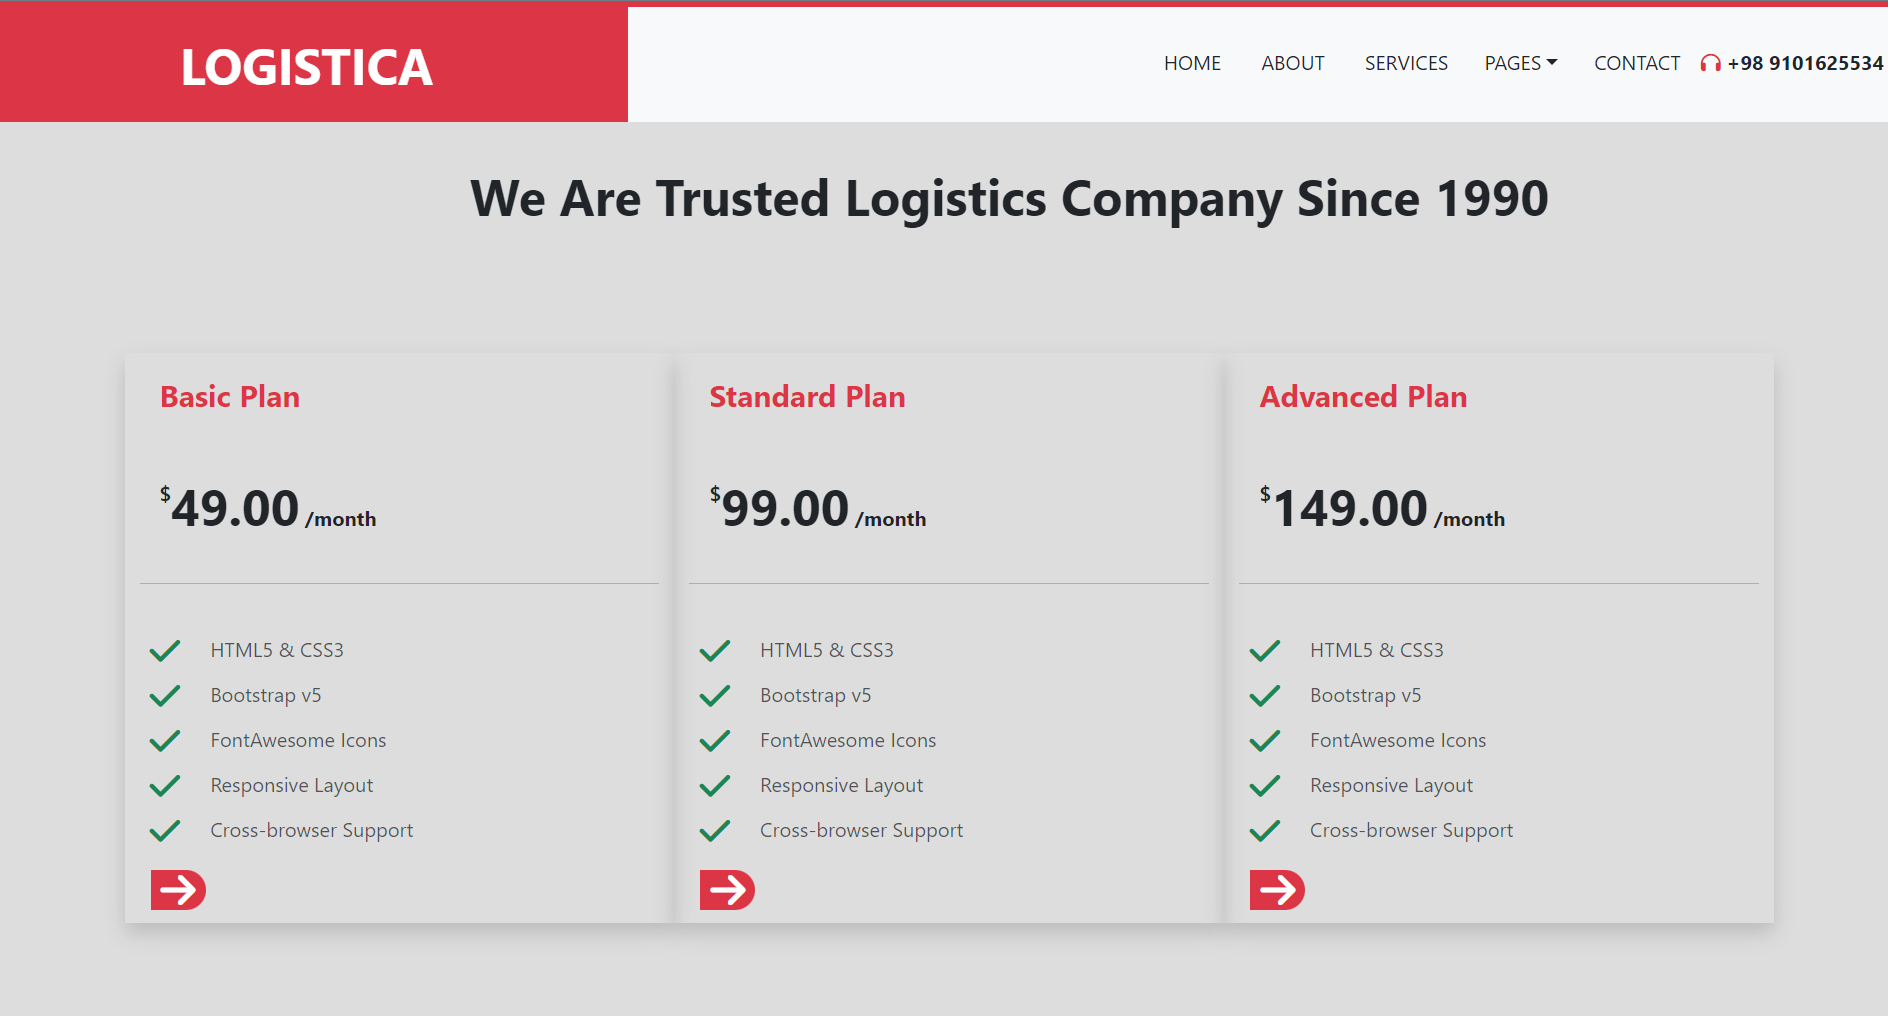 LOGISTICA
HOME ABOUT SERVICES PAGES CONTACT +98 9101625534
We Are Trusted Logistics Company Since 1990
Basic Plan
$49.00 /month
HTML5 & CSS3
Bootstrap v5
FontAwesome Icons
Responsive Layout
Cross-browser Support
Standard Plan
$99.00 /month
HTML5 & CSS3
Bootstrap v5
FontAwesome Icons
Responsive Layout
Cross-browser Support
Advanced Plan
$149.00 /month
HTML5 & CSS3
Bootstrap v5
FontAwesome Icons
Responsive Layout
Cross-browser Support